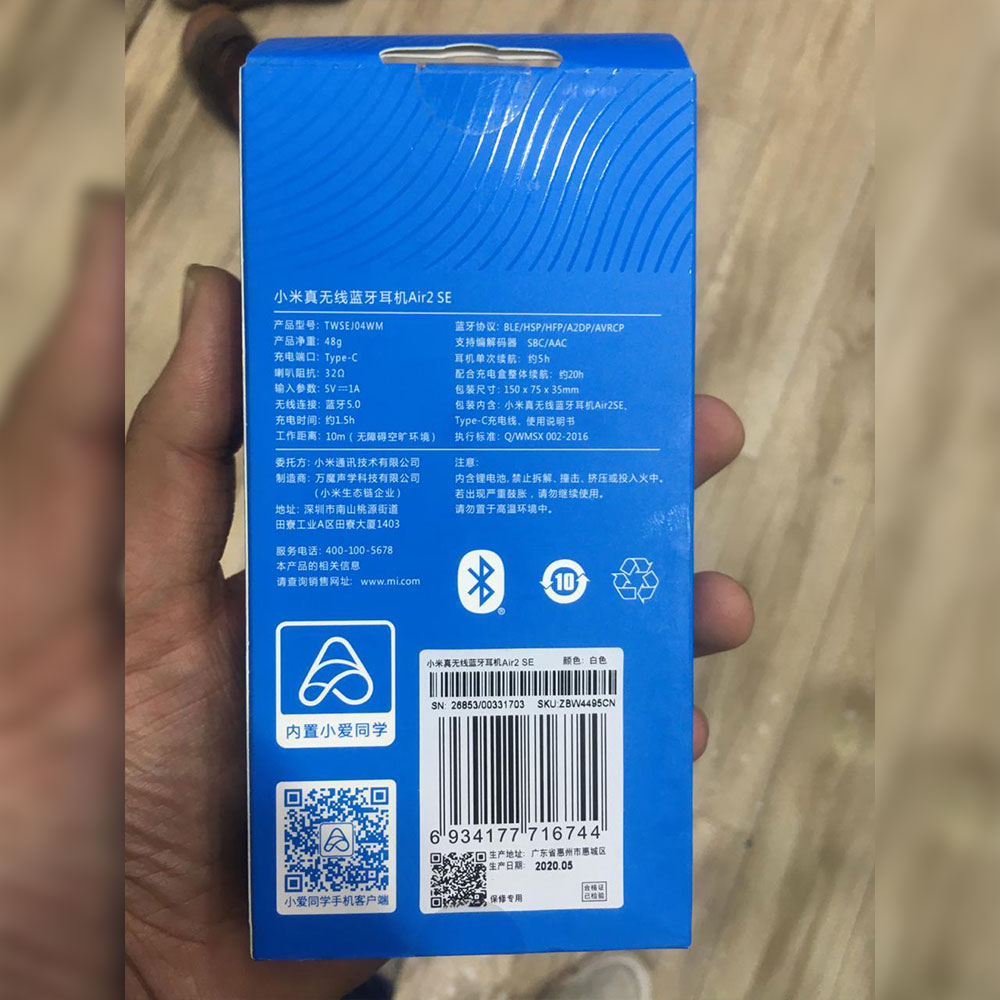 小米真无线蓝牙耳机Air2 SE
产品型号: TWSEJ04WM
产品净重: 48g
充电端口: Type-C
喇叭阻抗: 32Ω
输入参数: 5V⎓1A
无线连接: 蓝牙5.0
充电时间: 约1.5h
工作距离: 10m (无障碍空旷环境)
蓝牙协议: BLE/HSP/HFP/A2DP/AVRCP
支持编解码器 SBC/AAC
耳机单次续航: 约5h
配合充电盒整体续航: 约20h
包装尺寸: 150 x 75 x 35mm
包装内含: 小米真无线蓝牙耳机Air2SE、
Type-C充电线、使用说明书
执行标准: Q/WMSX 002-2016
委托方: 小米通讯技术有限公司
制造商: 万魔声学科技有限公司
(小米生态链企业)
地址: 深圳市南山桃源街道
田寮工业A区田寮大厦1403
注意:
内含锂电池, 禁止拆解、撞击、挤压或投入火中。
若出现严重鼓胀, 请勿继续使用。
请勿置于高温环境中。
服务电话: 400-100-5678
本产品的相关信息
请查询销售网址: www.mi.com
10
内置小爱同学
小爱同学手机客户端
小米真无线蓝牙耳机Air2 SE 颜色: 白色
SN: 26853/00331703 SKU:ZBW4495CN
6 934177 716744
生产地址: 广东省惠州市惠城区
生产日期: 2020.05
保修专用
合格证
已检验